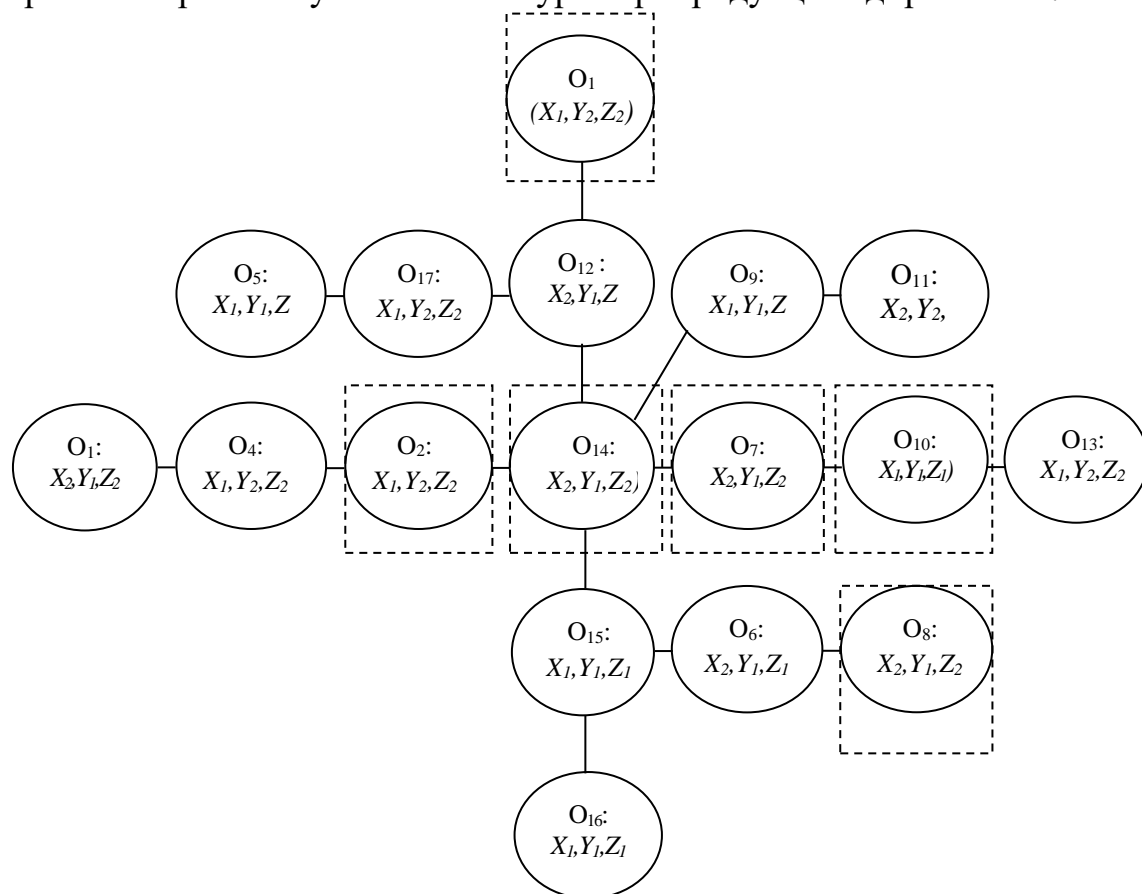 O₁
(X₁,Y₂,Z₂)
O₅:
X₁,Y₁,Z
O₁₇:
X₁,Y₂,Z₂
O₁₂:
X₂,Y₁,Z
O₉:
X₁,Y₁,Z
O₁₁:
X₂,Y₂,
O₁:
X₂,Y₁,Z₂
O₄:
X₁,Y₂,Z₂
O₂:
X₁,Y₂,Z₂
O₁₄:
X₂,Y₁,Z₂)
O₇:
X₂,Y₁,Z₂
O₁₀:
X₁,Y₁,Z₁)
O₁₃:
X₁,Y₂,Z₂
O₁₅:
X₁,Y₁,Z₁
O₆:
X₂,Y₁,Z₁
O₈:
X₂,Y₁,Z₂
O₁₆:
X₁,Y₁,Z₁